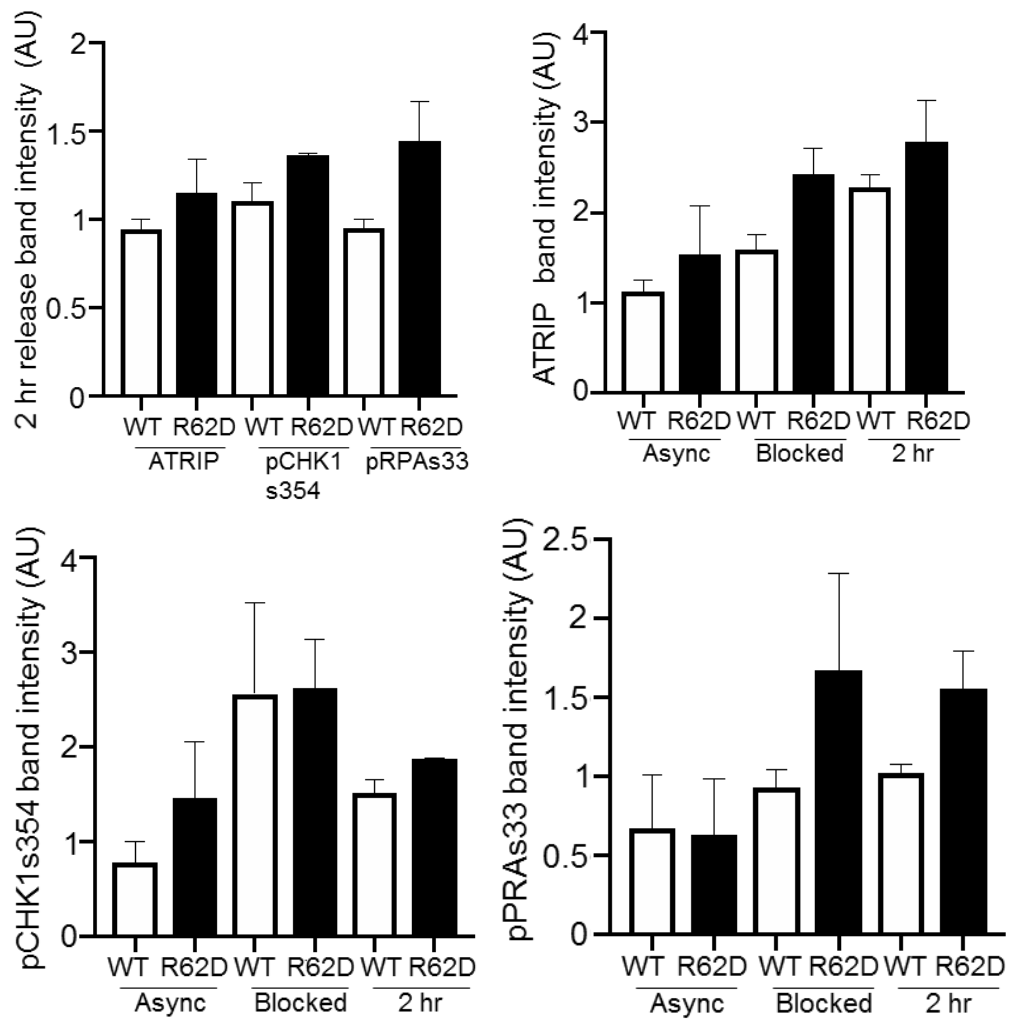 2 hr release band intensity (AU)
2
1.5
1
0.5
0
WT R62D WT R62D WT R62D
ATRIP pCHK1 pRPAs33
s354
ATRIP band intensity (AU)
4
3
2
1
0
WT R62D WT R62D WT R62D
Async Blocked 2 hr
pCHK1s354 band intensity (AU)
4
3
2
1
0
WT R62D WT R62D WT R62D
Async Blocked 2 hr
pPRAs33 band intensity (AU)
2.5
2
1.5
1
0.5
0
WT R62D WT R62D WT R62D
Async Blocked 2 hr